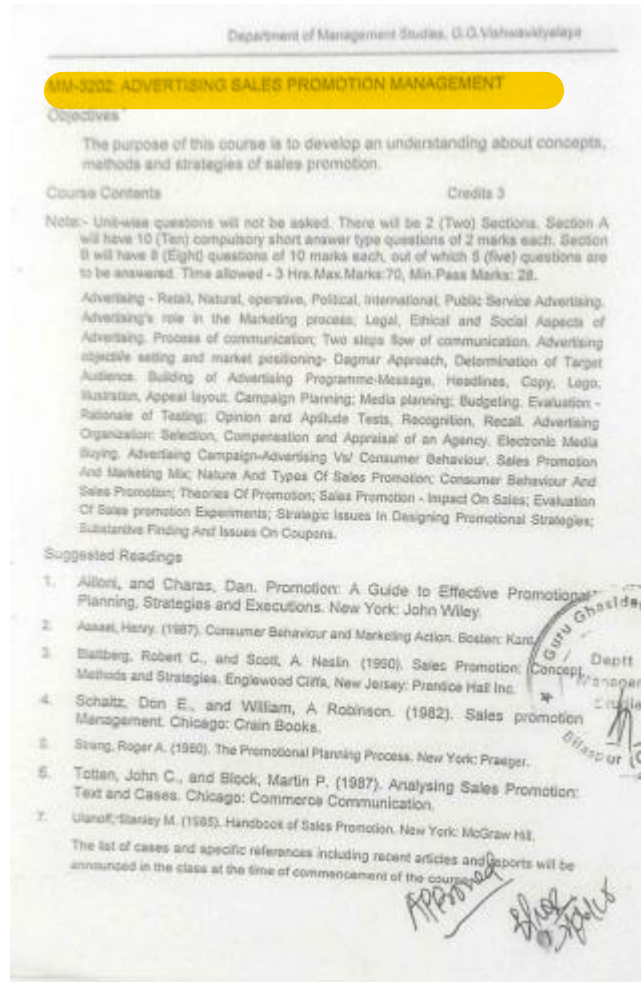 Department of Management Studies, G.G.Vishwavidyalaya
MM-3202: ADVERTISING SALES PROMOTION MANAGEMENT
Objectives
The purpose of this course is to develop an understanding about concepts,
methods and strategies of sales promotion.
Course Contents Credits 3
Note:- Unit-wise questions will not be asked. There will be 2 (Two) Sections. Section A
will have 10 (Ten) compulsory short answer type questions of 2 marks each. Section
B will have 8 (Eight) questions of 10 marks each, out of which 5 (five) questions are
to be answered. Time allowed - 3 Hrs.Max.Marks:70, Min.Pass Marks: 28.
Advertising - Retail, Natural, operative, Political, International, Public Service Advertising.
Advertising's role in the Marketing process; Legal, Ethical and Social Aspects of
Advertising. Process of communication; Two steps flow of communication. Advertising
objective setting and market positioning- Dagmar Approach, Determination of Target
Audience. Building of Advertising Programme-Message, Headlines, Copy, Logo,
Illustration, Appeal layout. Campaign Planning; Media planning; Budgeting. Evaluation -
Rationale of Testing; Opinion and Aptitude Tests, Recognition, Recall. Advertising
Organization: Selection, Compensation and Appraisal of an Agency. Electronic Media
Buying. Advertising Campaign-Advertising Vs/ Consumer Behaviour. Sales Promotion
And Marketing Mix; Nature And Types Of Sales Promotion; Consumer Behaviour And
Sales Promotion; Theories Of Promotion; Sales Promotion - Impact On Sales; Evaluation
Of Sales promotion Experiments; Strategic Issues In Designing Promotional Strategies;
Substantive Finding And Issues On Coupons.
Suggested Readings
1. Ailloni, and Charas, Dan. Promotion: A Guide to Effective Promotional
Planning, Strategies and Executions. New York: John Wiley.
2. Assael, Henry. (1987). Consumer Behaviour and Marketing Action. Boston: Kant
3. Blattberg, Robert C., and Scott, A. Neslin. (1990). Sales Promotion: Concept,
Methods and Strategies. Englewood Cliffs, New Jersey: Prentice Hall Inc.
4. Schaltz, Don E., and William, A Robinson. (1982). Sales promotion
Management. Chicago: Crain Books.
5. Strang, Roger A. (1980). The Promotional Planning Process. New York: Praeger.
6. Totten, John C., and Block, Martin P. (1987). Analysing Sales Promotion:
Text and Cases. Chicago: Commerce Communication.
7. Ulanoff, Stanley M. (1985). Handbook of Sales Promotion. New York: McGraw Hill.
The list of cases and specific references including recent articles and reports will be
announced in the class at the time of commencement of the course
Guru Ghasidas
Deptt
Bilaspur (C
Approved